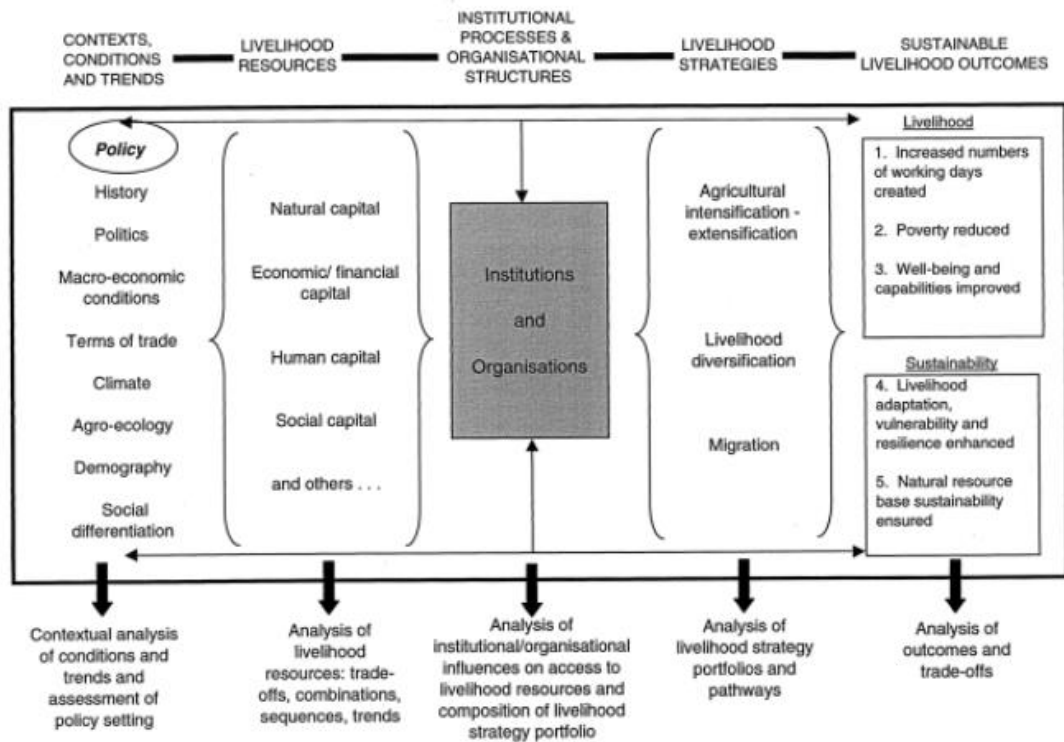 CONTEXTS,
CONDITIONS
AND TRENDS
LIVELIHOOD
RESOURCES
INSTITUTIONAL
PROCESSES &
ORGANISATIONAL
STRUCTURES
LIVELIHOOD
STRATEGIES
SUSTAINABLE
LIVELIHOOD OUTCOMES
Policy
History
Politics
Macro-economic
conditions
Terms of trade
Climate
Agro-ecology
Demography
Social
differentiation
Natural capital
Economic/ financial
capital
Human capital
Social capital
and others . . .
Institutions
and
Organisations
Agricultural
intensification -
extensification
Livelihood
diversification
Migration
Livelihood
1. Increased numbers
of working days
created
2. Poverty reduced
3. Well-being and
capabilities improved
Sustainability
4. Livelihood
adaptation,
vulnerability and
resilience enhanced
5. Natural resource
base sustainability
ensured
Contextual analysis
of conditions and
trends and
assessment of
policy setting
Analysis of
livelihood
resources: trade-
offs, combinations,
sequences, trends
Analysis of
institutional/organisational
influences on access to
livelihood resources and
composition of livelihood
strategy portfolio
Analysis of
livelihood strategy
portfolios and
pathways
Analysis of
outcomes and
trade-offs